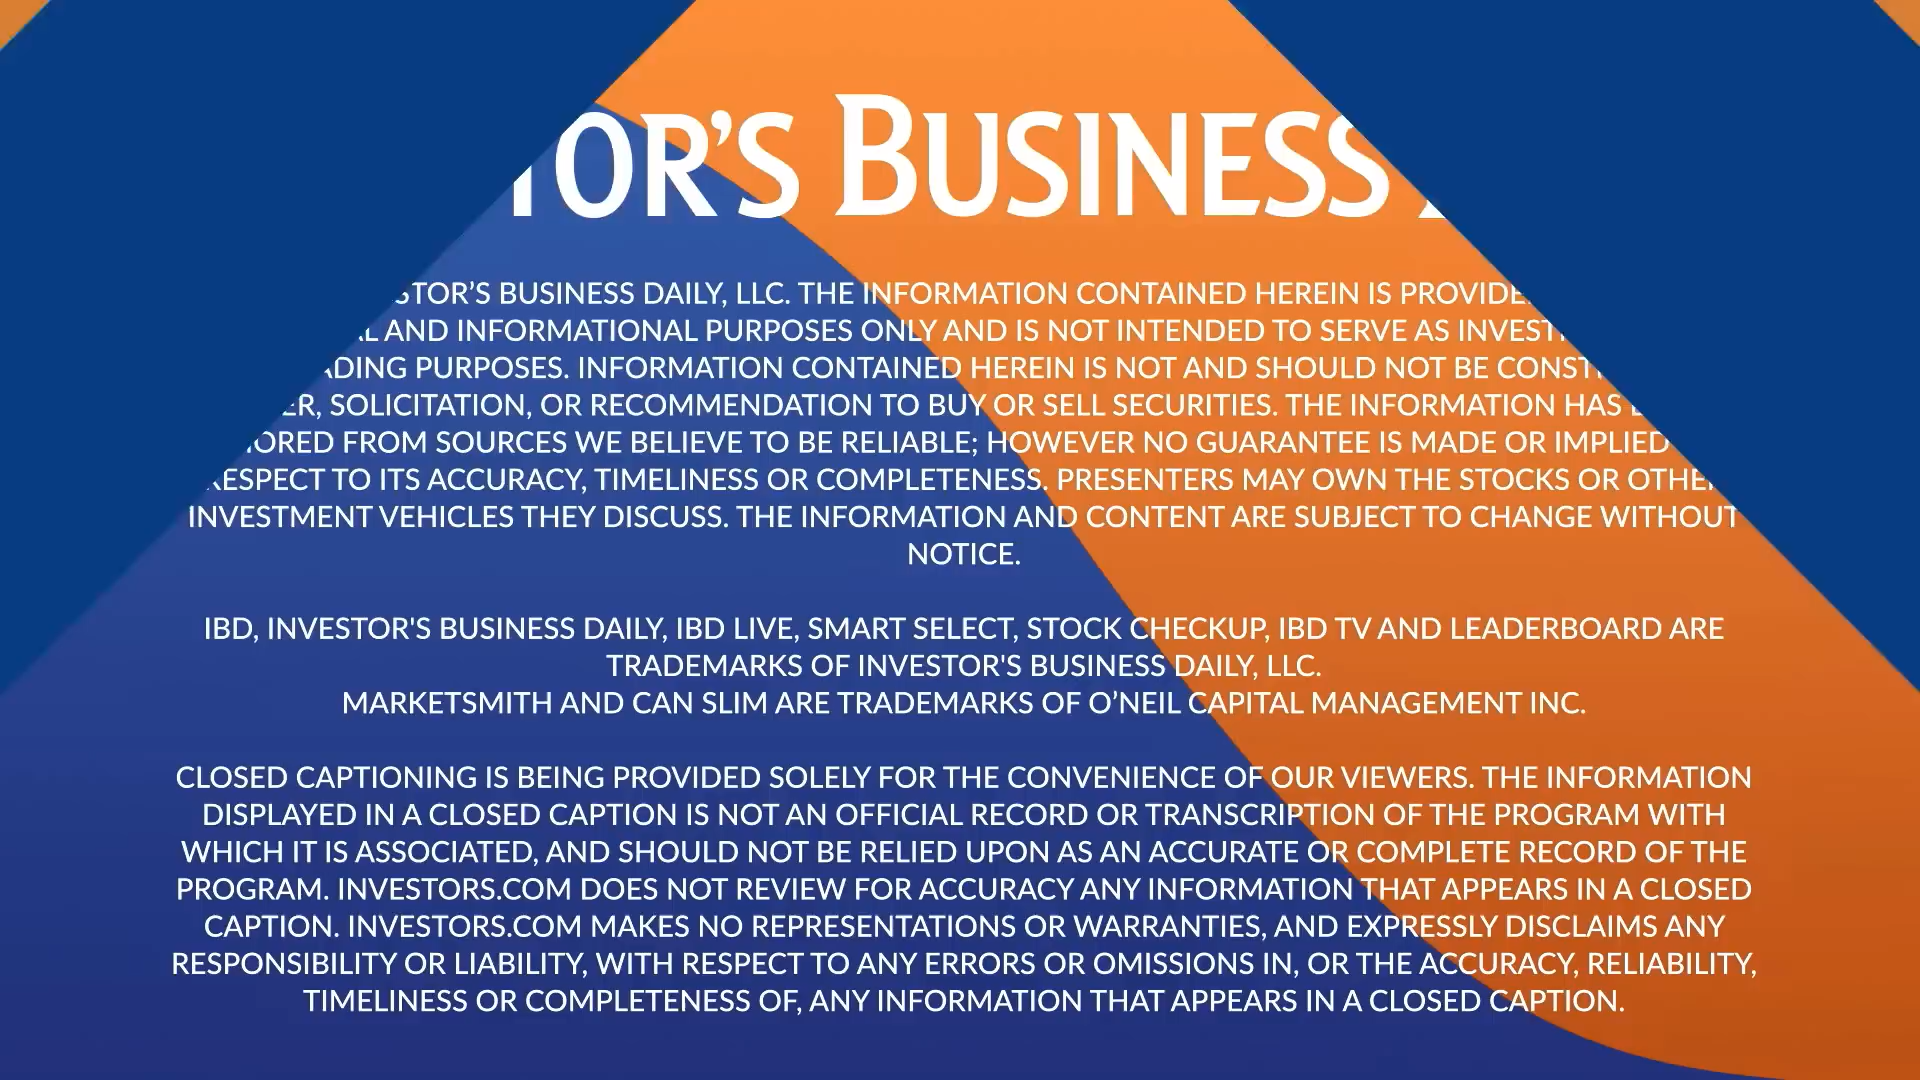 OR'S BUSINESS
BUSINESS DAILY, LLC. THE INFORMATION CONTAINED HEREIN IS
AND INFORMATIONAL PURPOSES ONLY AND IS NOT INTENDED TO SERVE AS
PURPOSES. INFORMATION CONTAINED HEREIN IS NOT AND SHOULD NOT BE
SOLICITATION, OR RECOMMENDATION TO BUY OR SELL SECURITIES. THE INFORMATION HAS
FROM SOURCES WE BELIEVE TO BE RELIABLE; HOWEVER NO GUARANTEE IS MADE OR IMPLIED
RESPECT TO ITS ACCURACY, TIMELINESS OR COMPLETENESS. PRESENTERS MAY OWN THE STOCKS OR OTHER
INVESTMENT VEHICLES THEY DISCUSS. THE INFORMATION AND CONTENT ARE SUBJECT TO CHANGE WITHOUT
NOTICE.
IBD, INVESTOR'S BUSINESS DAILY, IBD LIVE, SMART SELECT, STOCK CHECKUP, IBD TV AND LEADERBOARD ARE
TRADEMARKS OF INVESTOR'S BUSINESS DAILY, LLC.
MARKETSMITH AND CAN SLIM ARE TRADEMARKS OF O’NEIL CAPITAL MANAGEMENT INC.
CLOSED CAPTIONING IS BEING PROVIDED SOLELY FOR THE CONVENIENCE OF OUR VIEWERS. THE INFORMATION
DISPLAYED IN A CLOSED CAPTION IS NOT AN OFFICIAL RECORD OR TRANSCRIPTION OF THE PROGRAM WITH
WHICH IT IS ASSOCIATED, AND SHOULD NOT BE RELIED UPON AS AN ACCURATE OR COMPLETE RECORD OF THE
PROGRAM. INVESTORS.COM DOES NOT REVIEW FOR ACCURACY ANY INFORMATION THAT APPEARS IN A CLOSED
CAPTION. INVESTORS.COM MAKES NO REPRESENTATIONS OR WARRANTIES, AND EXPRESSLY DISCLAIMS ANY
RESPONSIBILITY OR LIABILITY, WITH RESPECT TO ANY ERRORS OR OMISSIONS IN, OR THE ACCURACY, RELIABILITY,
TIMELINESS OR COMPLETENESS OF, ANY INFORMATION THAT APPEARS IN A CLOSED CAPTION.